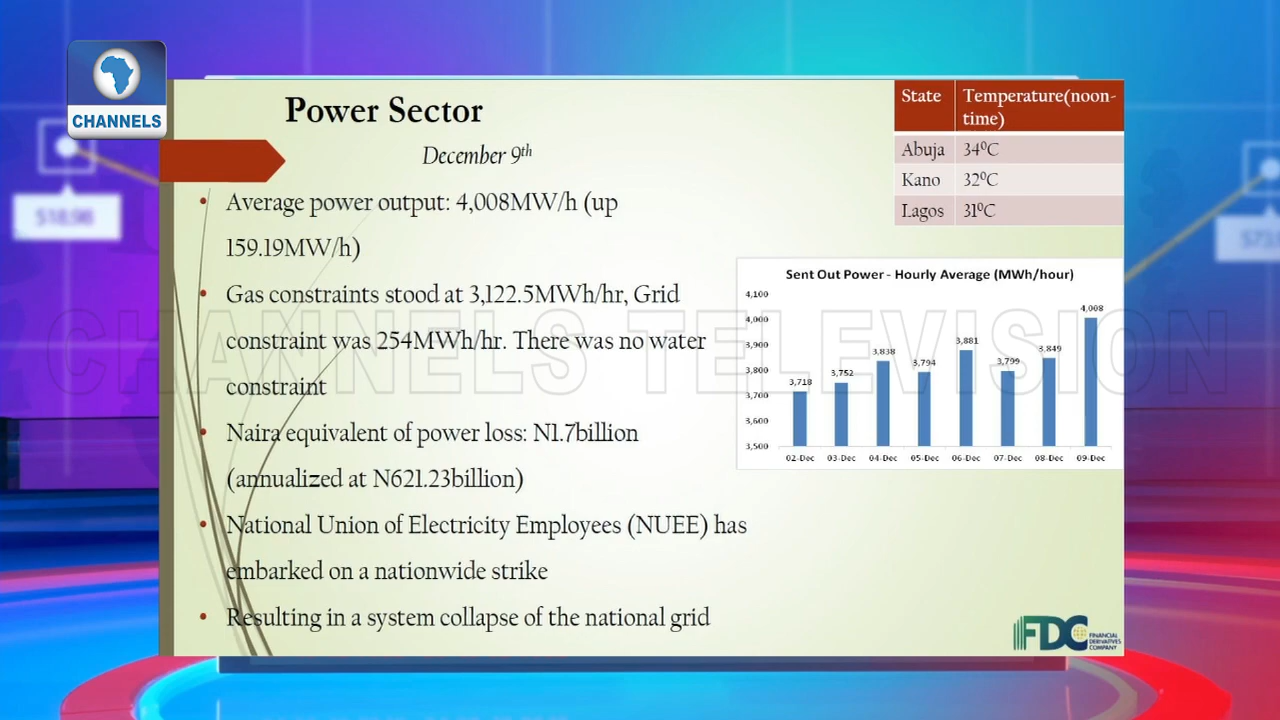 CHANNELS
Power Sector
December 9th
• Average power output: 4,008MW/h (up
159.19MW/h)
• Gas constraints stood at 3,122.5MWh/hr, Grid
constraint was 254MWh/hr. There was no water
constraint
• Naira equivalent of power loss: N1.7billion
(annualized at N621.23billion)
• National Union of Electricity Employees (NUEE) has
embarked on a nationwide strike
• Resulting in a system collapse of the national grid
State Temperature(noon-
time)
Abuja 34⁰C
Kano 32⁰C
Lagos 31⁰C
Sent Out Power - Hourly Average (MWh/hour)
4,100
4,000
3,900
3,800
3,700
3,600
3,500
3,718 3,752 3,838 3,794 3,881 3,799 3,849 4,008
02-Dec 03-Dec 04-Dec 05-Dec 06-Dec 07-Dec 08-Dec 09-Dec
CHANNELS TELEVISION
FDC
FINANCIAL
DERIVATIVES
COMPANY